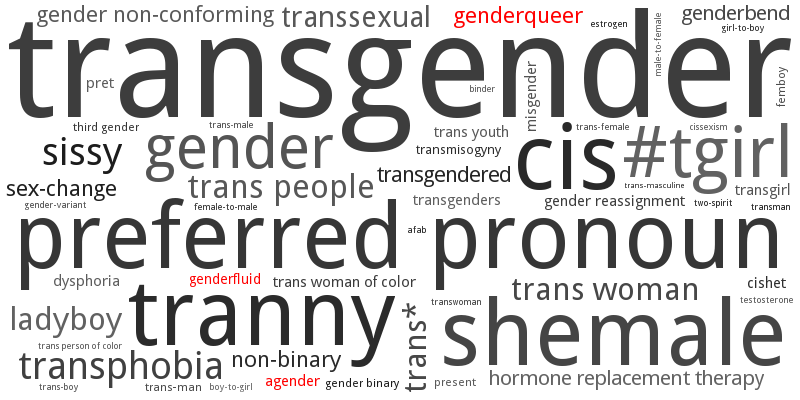 gender non-conforming
transsexual
genderqueer
estrogen
male-to-female
genderbend
girl-to-boy
transgender
pret
binder
misgender
femboy
third gender
trans-male
trans youth
trans-female
cissexism
sissy
gender
transmisogyny
cis
#tgirl
sex-change
trans people
transgendered
trans-masculine
transgirl
gender-variant
female-to-male
transgenders
gender reassignment
two-spirit
transman
preferred pronoun
afab
dysphoria
genderfluid
trans woman of color
trans woman
cishet
testosterone
ladyboy
tranny
trans*
transwoman
shemale
trans person of color
transphobia
non-binary
trans-boy
trans-man
boy-to-girl
agender
gender binary
present
hormone replacement therapy